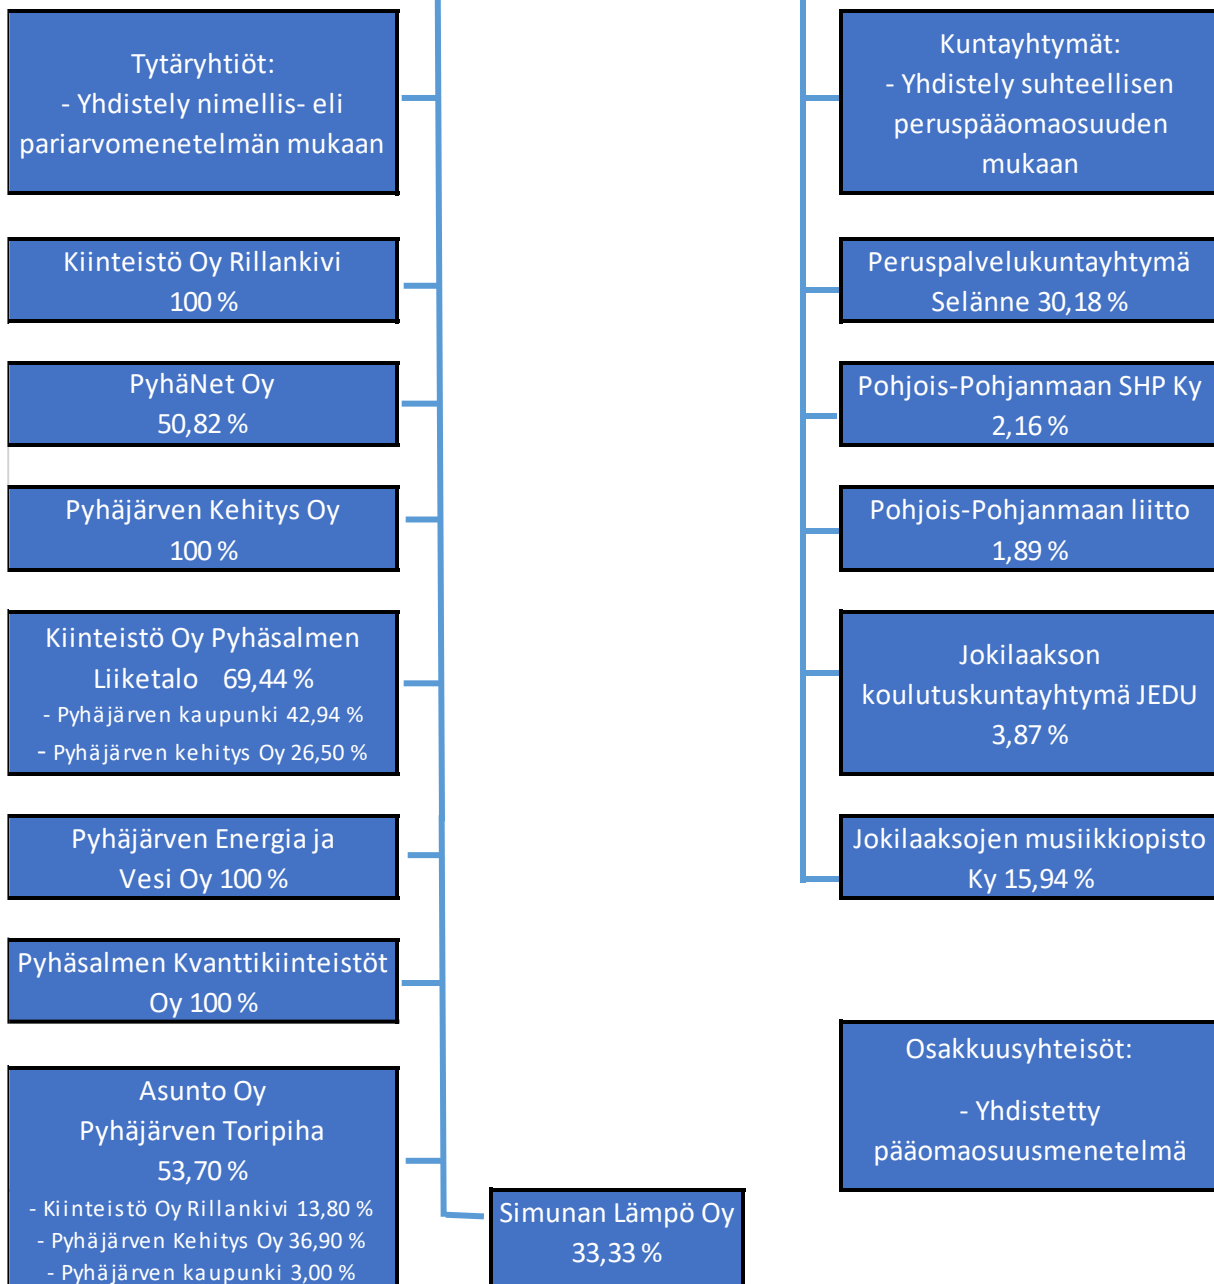 Tytäryhtiöt:
- Yhdistely nimellis- eli
pariarvomenetelmän mukaan
Kiinteistö Oy Rillankivi
100 %
PyhäNet Oy
50,82 %
Pyhäjärven Kehitys Oy
100 %
Kiinteistö Oy Pyhäsalmen
Liiketalo 69,44 %
- Pyhäjärven kaupunki 42,94 %
- Pyhäjärven kehitys Oy 26,50 %
Pyhäjärven Energia ja
Vesi Oy 100 %
Pyhäsalmen Kvanttikiinteistöt
Oy 100 %
Asunto Oy
Pyhäjärven Toripiha
53,70 %
- Kiinteistö Oy Rillankivi 13,80 %
- Pyhäjärven Kehitys Oy 36,90 %
- Pyhäjärven kaupunki 3,00 %
Simunan Lämpö Oy
33,33 %
Kuntayhtymät:
- Yhdistely suhteellisen
peruspääomaosuuden
mukaan
Peruspalvelukuntayhtymä
Selänne 30,18 %
Pohjois-Pohjanmaan SHP Ky
2,16 %
Pohjois-Pohjanmaan liitto
1,89 %
Jokilaakson
koulutuskuntayhtymä JEDU
3,87 %
Jokilaaksojen musiikkiopisto
Ky 15,94 %
Osakkuusyhteisöt:
- Yhdistetty
pääomaosuusmenetelmä